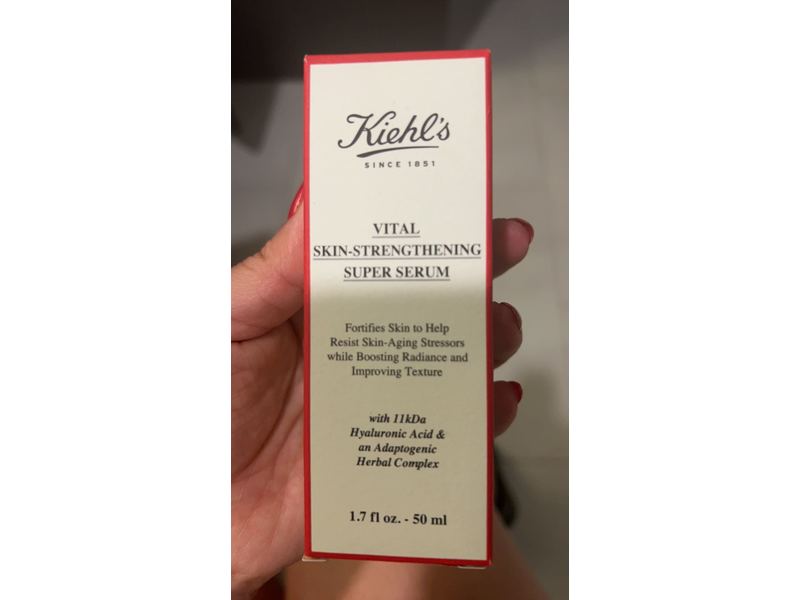 Kiehl's
SINCE 1851
VITAL
SKIN-STRENGTHENING
SUPER SERUM
Fortifies Skin to Help
Resist Skin-Aging Stressors
while Boosting Radiance and
Improving Texture
with 11kDa
Hyaluronic Acid &
an Adaptogenic
Herbal Complex
1.7 fl oz. - 50 ml